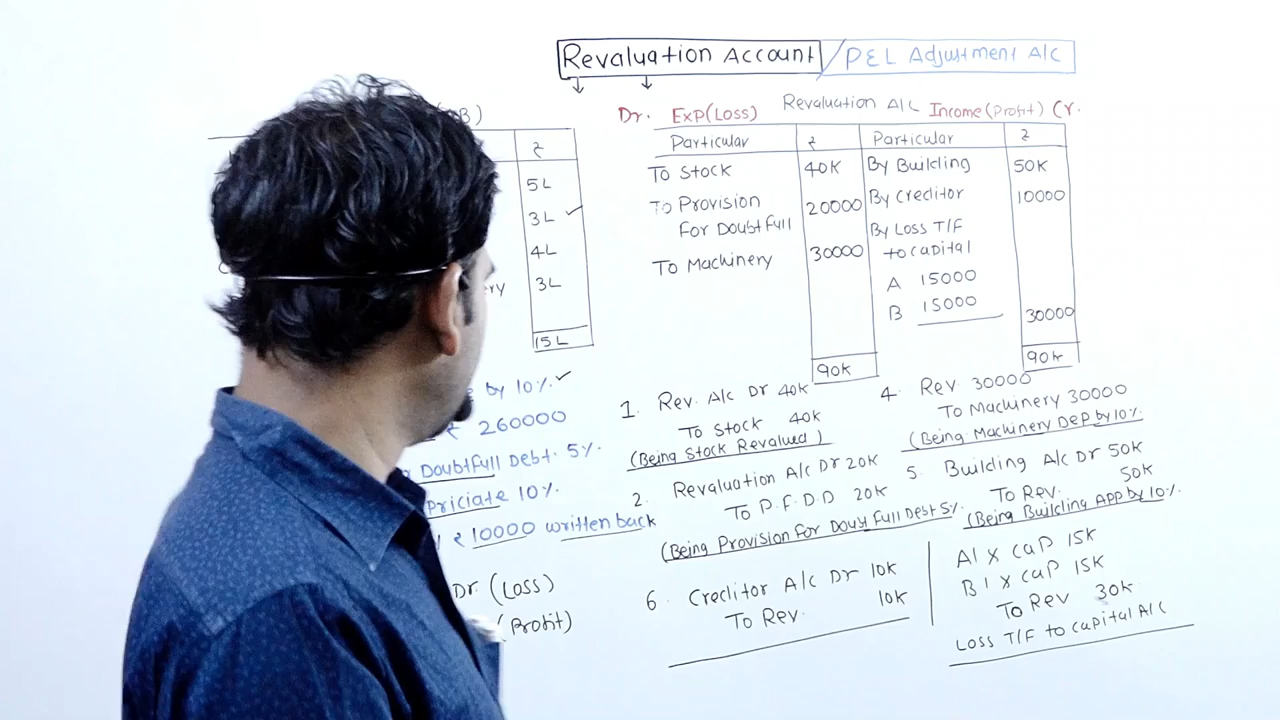 Revaluation Account / P&L Adjustment A/c
B)
₹
5L
3L ✓
4L
ry 3L
15L
by 10%. ✓
₹ 260000
Doubtfull Debt. 5%.
priciate 10%.
₹ 10000 written back
Dr. (Loss)
(Profit)
Dr. Exp(Loss) Revaluation A/c Income(Profit) Cr.
Particular ₹ Particular ₹
To Stock 40K By Building 50K
To Provision For Doubtfull 20000 By Creditor 10000
To Machinery 30000 By Loss T/F to capital
A 15000
B 15000 30000
90K 90K
1. Rev. A/c Dr 40K
To Stock 40K
(Being Stock Revalued)
2. Revaluation A/c Dr 20K
To P.F.D.D 20K
(Being Provision For Doubt full Debt 5%.
4. Rev. 30000
To Machinery 30000
(Being Machinery Dep by 10%.
5. Building A/c Dr 50K
To Rev. 50K
(Being Building App by 10%.
6. Creditor A/c Dr 10K
To Rev. 10K
A's cap 15K
B's cap 15K
To Rev 30K
Loss T/F to capital A/c